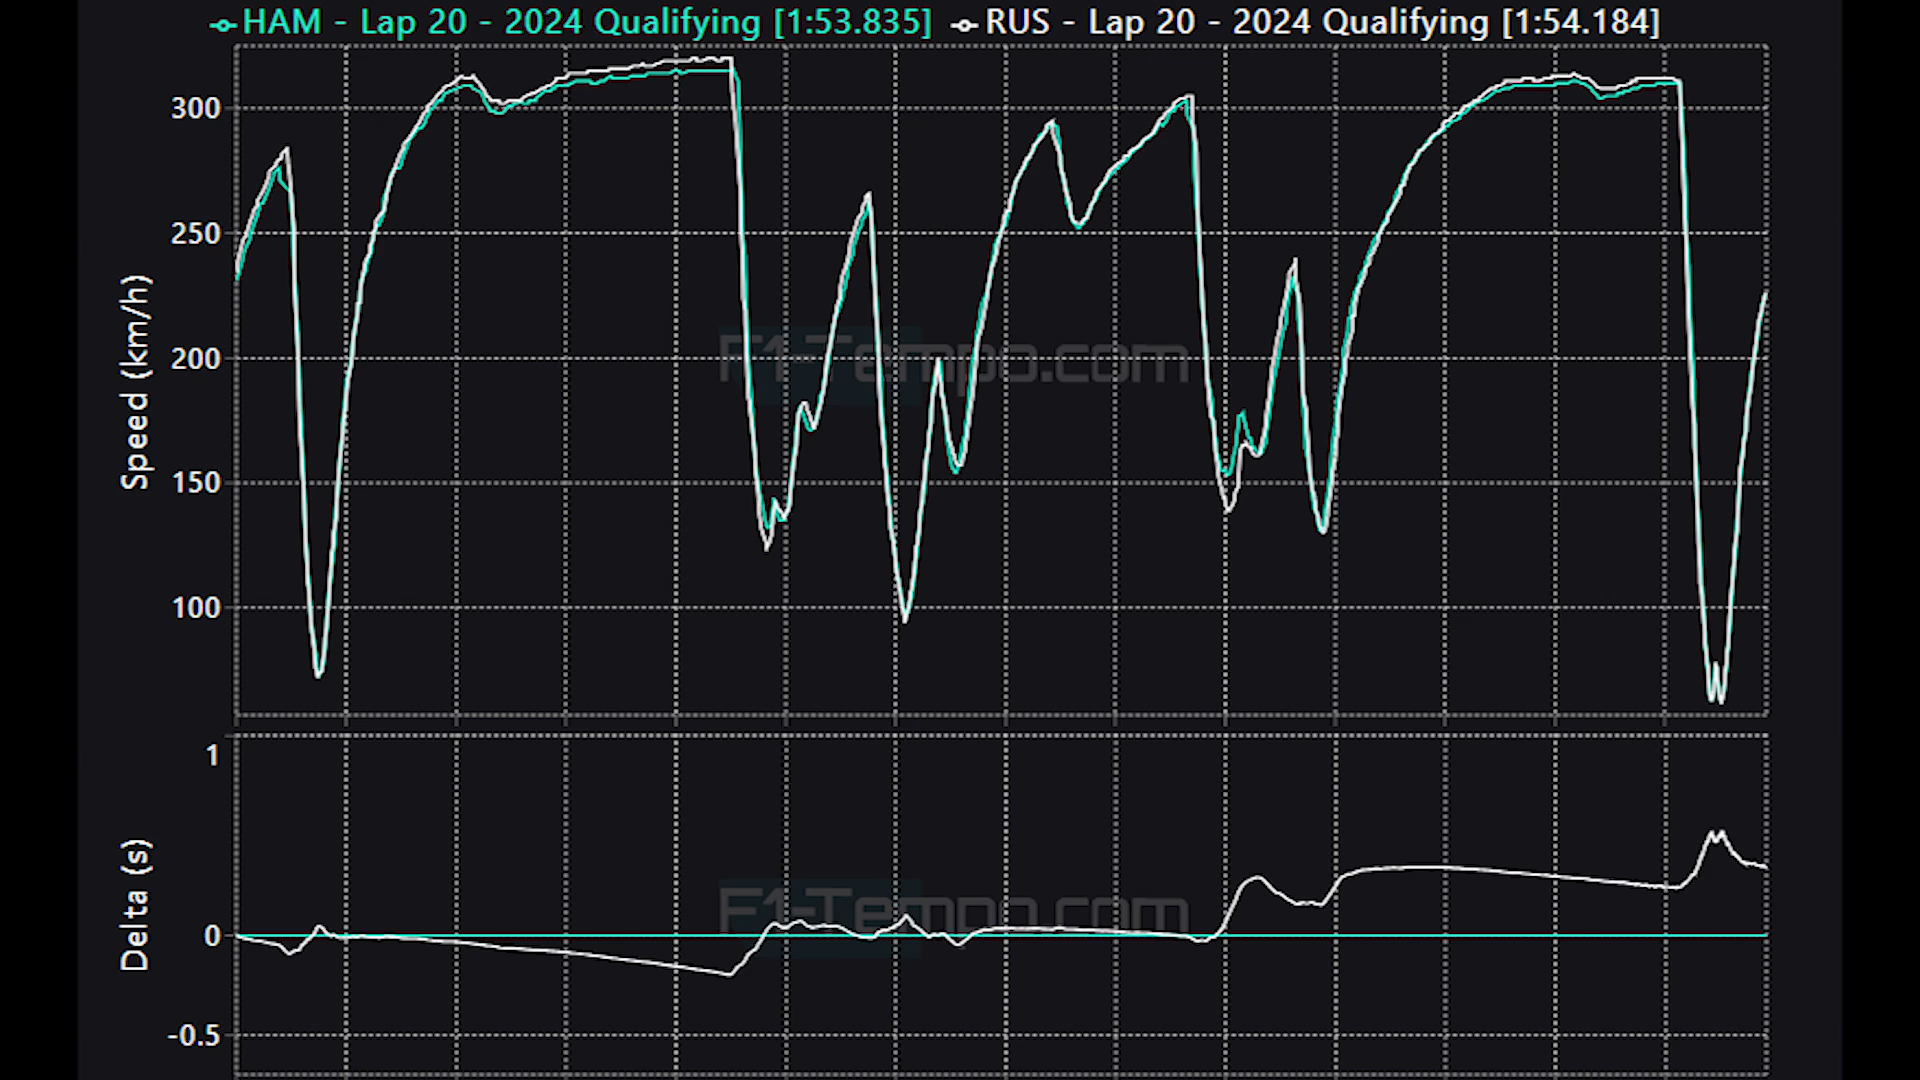 HAM - Lap 20 - 2024 Qualifying [1:53.835] RUS - Lap 20 - 2024 Qualifying [1:54.184]
300
250
200
150
100
Speed (km/h)
F1-Tempo.com
1
0
-0.5
Delta (s)
F1-Tempo.com